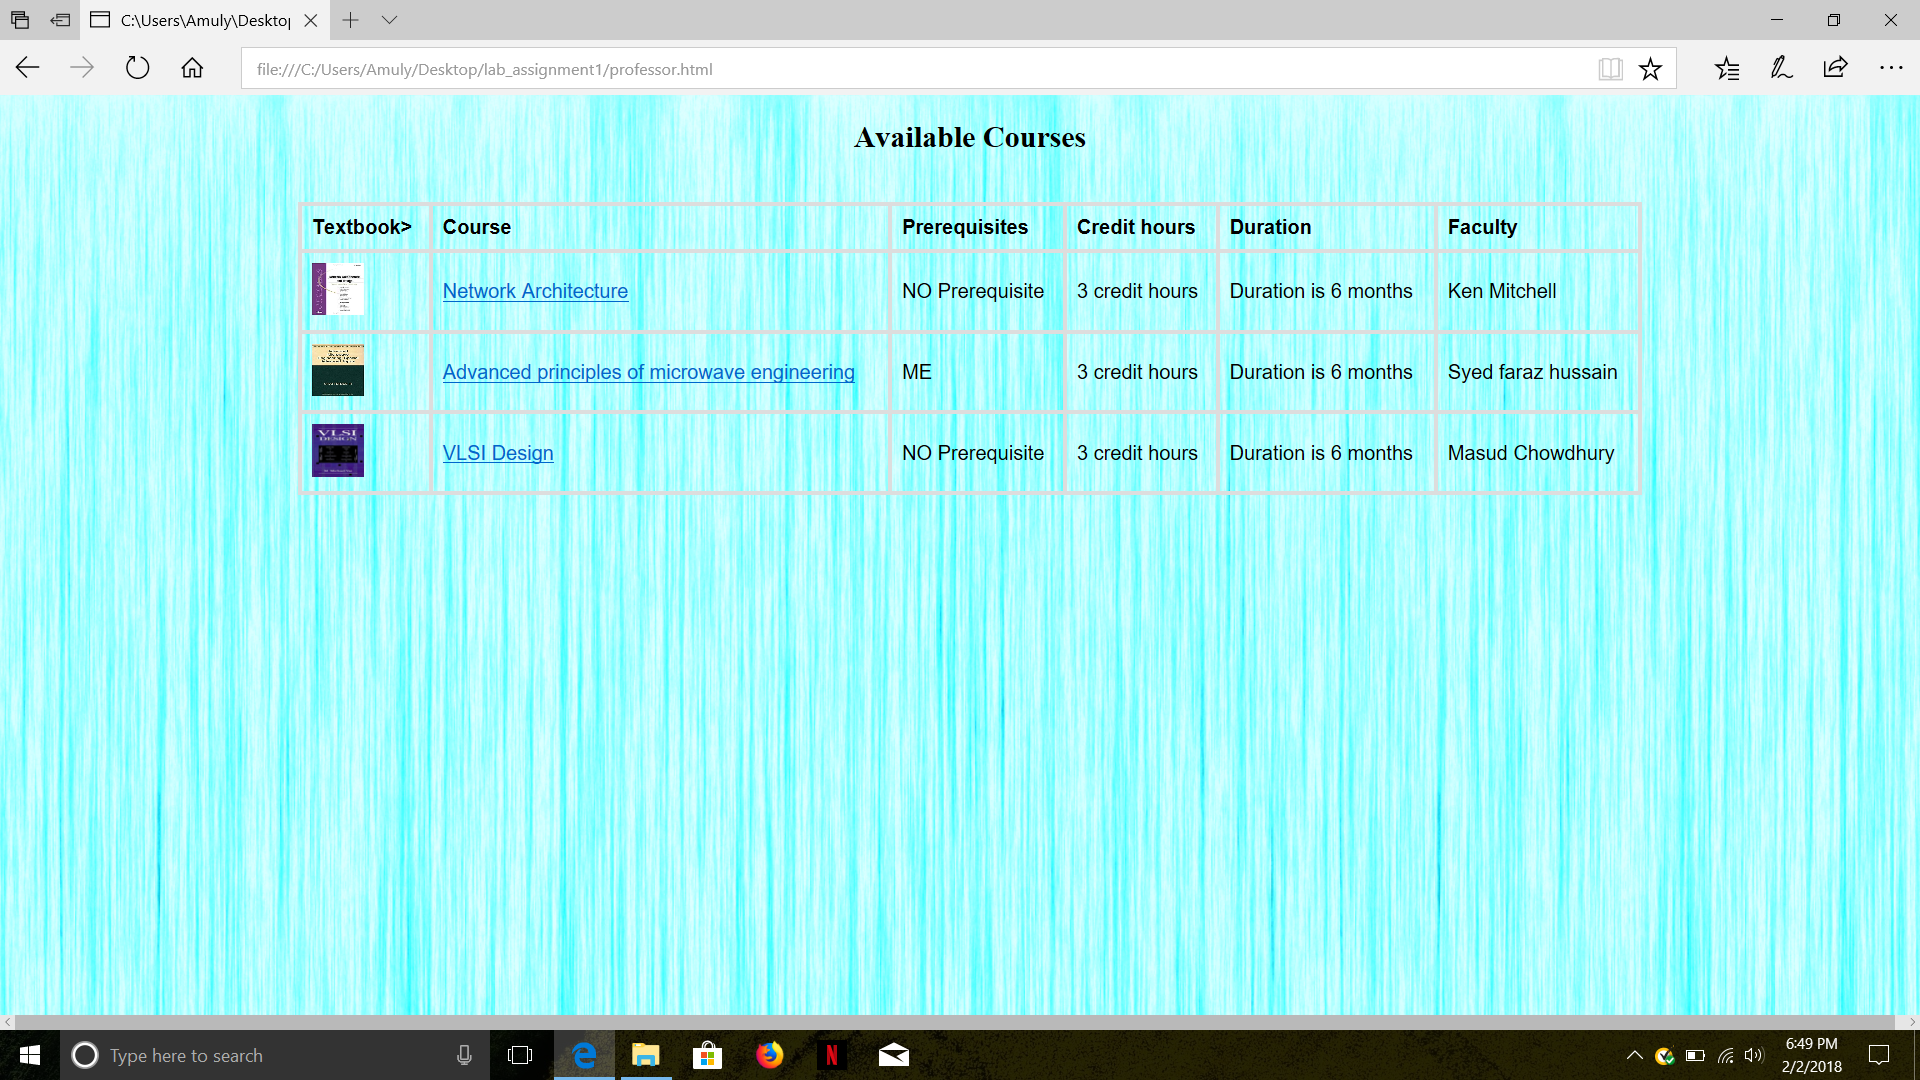 C:\Users\Amuly\Desktop
file:///C:/Users/Amuly/Desktop/lab_assignment1/professor.html
Available Courses
Textbook> Course Prerequisites Credit hours Duration Faculty
Network Architecture NO Prerequisite 3 credit hours Duration is 6 months Ken Mitchell
Advanced principles of microwave engineering ME 3 credit hours Duration is 6 months Syed faraz hussain
VLSI DESIGN
VLSI Design NO Prerequisite 3 credit hours Duration is 6 months Masud Chowdhury
Type here to search
N
6:49 PM
2/2/2018